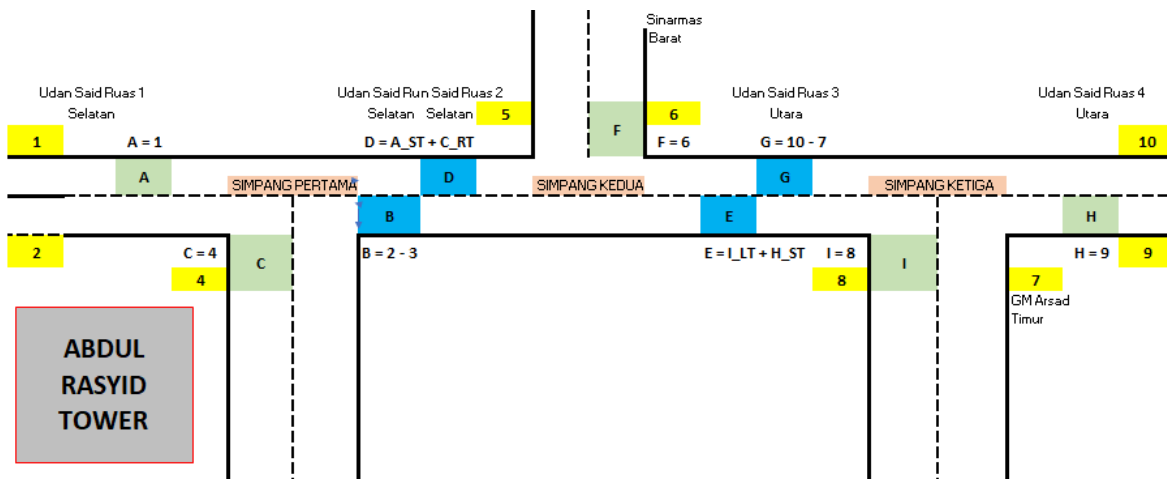 Sinarmas
Barat
Udan Said Ruas 1
Selatan
Udan Said Run Said Ruas 2
Selatan Selatan
5
6
Udan Said Ruas 3
Utara
Udan Said Ruas 4
Utara
1
A = 1
D = A_ST + C_RT
F
F = 6
G = 10 - 7
10
A
SIMPANG PERTAMA
D
SIMPANG KEDUA
G
SIMPANG KETIGA
B
E
H
2
C = 4
4
C
B = 2 - 3
E = I_LT + H_ST
I = 8
8
I
7
H = 9
9
GM Arsad
Timur
ABDUL
RASYID
TOWER